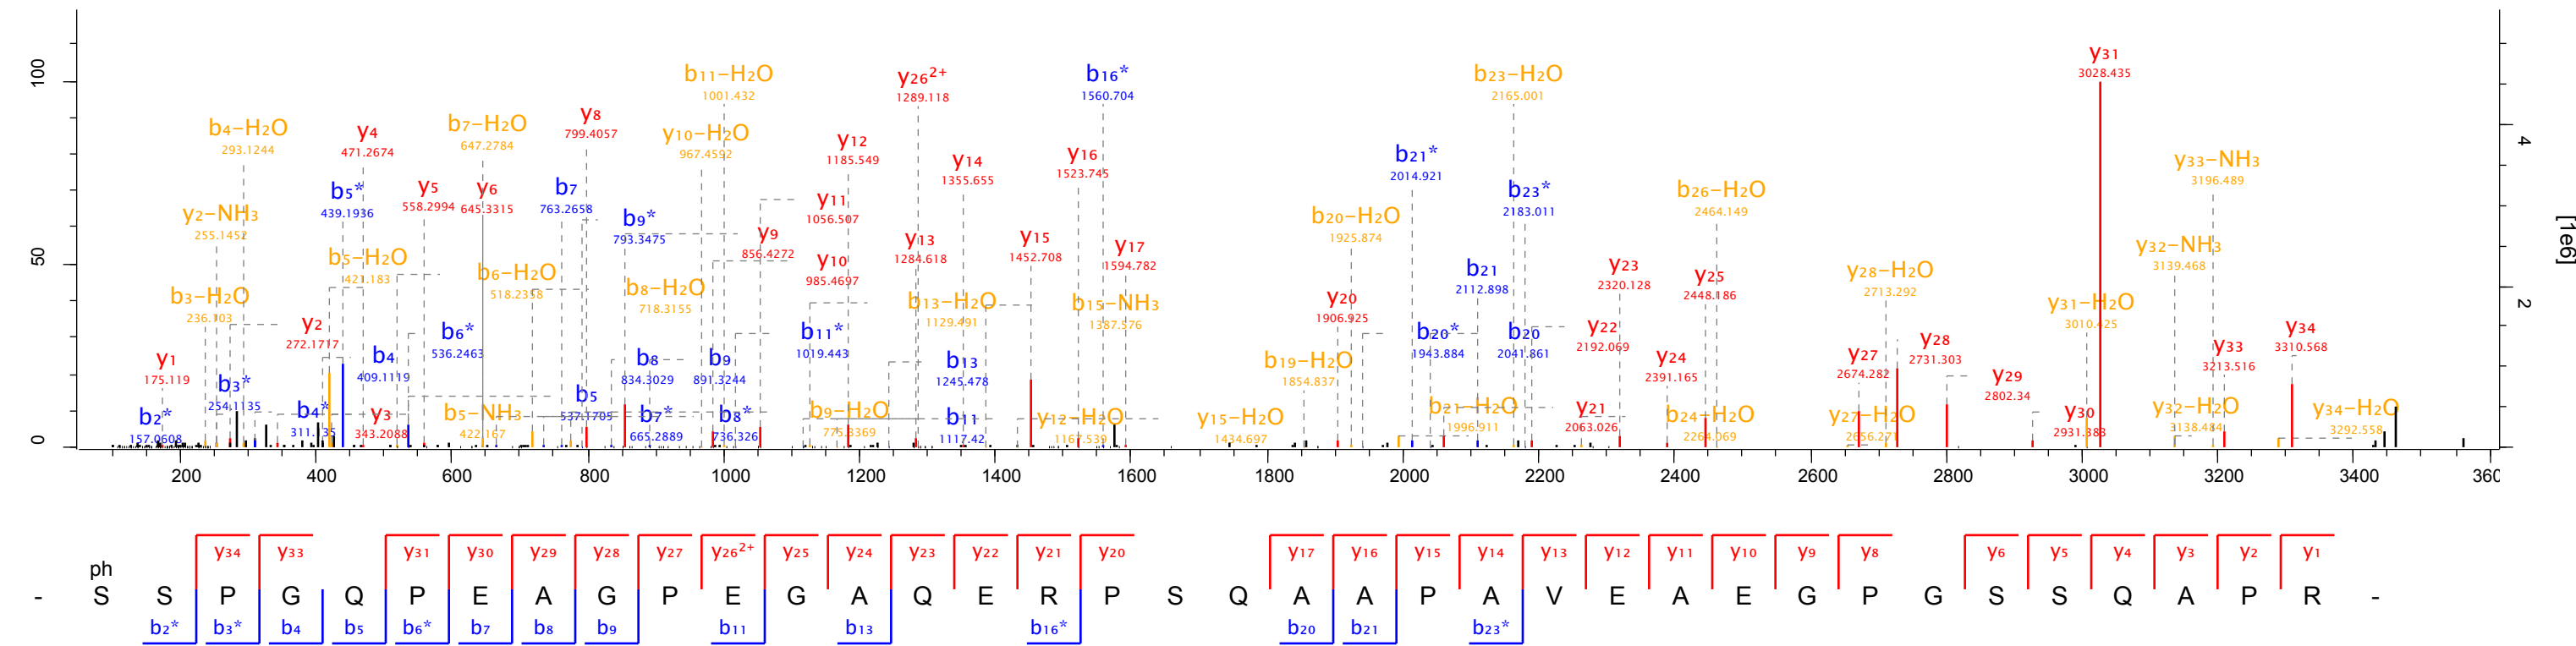 b11–H2O
1001.432
y26²⁺
1289.118
b16*
1560.704
b23–H2O
2165.001
y31
3028.435
100
b4–H2O
293.1244
y4
471.2674
b7–H2O
647.2784
y8
799.4057
y10–H2O
967.4592
y12
1185.549
y14
1355.655
y16
1523.745
b21*
2014.921
y33–NH3
3196.489
4
y2–NH3
255.1452
b5*
439.1936
y5
558.2994
y6
645.3315
b7
763.2658
b9*
793.3475
y11
1056.507
b23*
2183.011
b26–H2O
2464.149
b20–H2O
1925.874
[1e6]
50
b5–H2O
421.183
b6–H2O
518.2358
y9
856.4272
y10
985.4697
y13
1284.618
y15
1452.708
y17
1594.782
b21
2112.898
y23
2320.128
y25
2448.186
y28–H2O
2713.292
y32–NH3
3139.468
b3–H2O
236.103
b8–H2O
718.3155
b13–H2O
1129.491
b15–NH3
1387.576
y20
1906.925
y31–H2O
3010.425
2
y1
175.119
y2
272.1717
b4
409.1119
b6*
536.2463
b8
834.3029
b9
891.3244
b11*
1019.443
b13
1245.478
b19–H2O
1854.837
b20*
1943.884
b20
2041.861
y22
2192.069
y24
2391.165
y27
2674.282
y28
2731.303
y29
2802.34
y33
3213.516
y34
3310.568
b2*
157.0608
b3*
254.1135
b4*
y3
343.2088
b5–NH3
422.167
b5
537.1705
b7*
665.2889
b8*
736.326
b9–H2O
775.3369
b11
1117.42
y12–H2O
1167.539
y15–H2O
1434.697
b21–H2O
1996.911
y21
2063.026
b24–H2O
2264.069
y27–H2O
2656.271
y30
2931.383
y32–H2O
3138.484
y34–H2O
3292.558
0
200 400 600 800 1000 1200 1400 1600 1800 2000 2200 2400 2600 2800 3000 3200 3400 360
y34 y33 y31 y30 y29 y28 y27 y26²⁺ y25 y24 y23 y22 y21 y20 y17 y16 y15 y14 y13 y12 y11 y10 y9 y8 y6 y5 y4 y3 y2 y1
ph
- S S P G Q P E A G P E G A Q E R P S Q A A P A V E A E G P G S S Q A P R -
b2* b3* b4 b5 b6* b7 b8 b9 b11 b13 b16* b20 b21 b23*